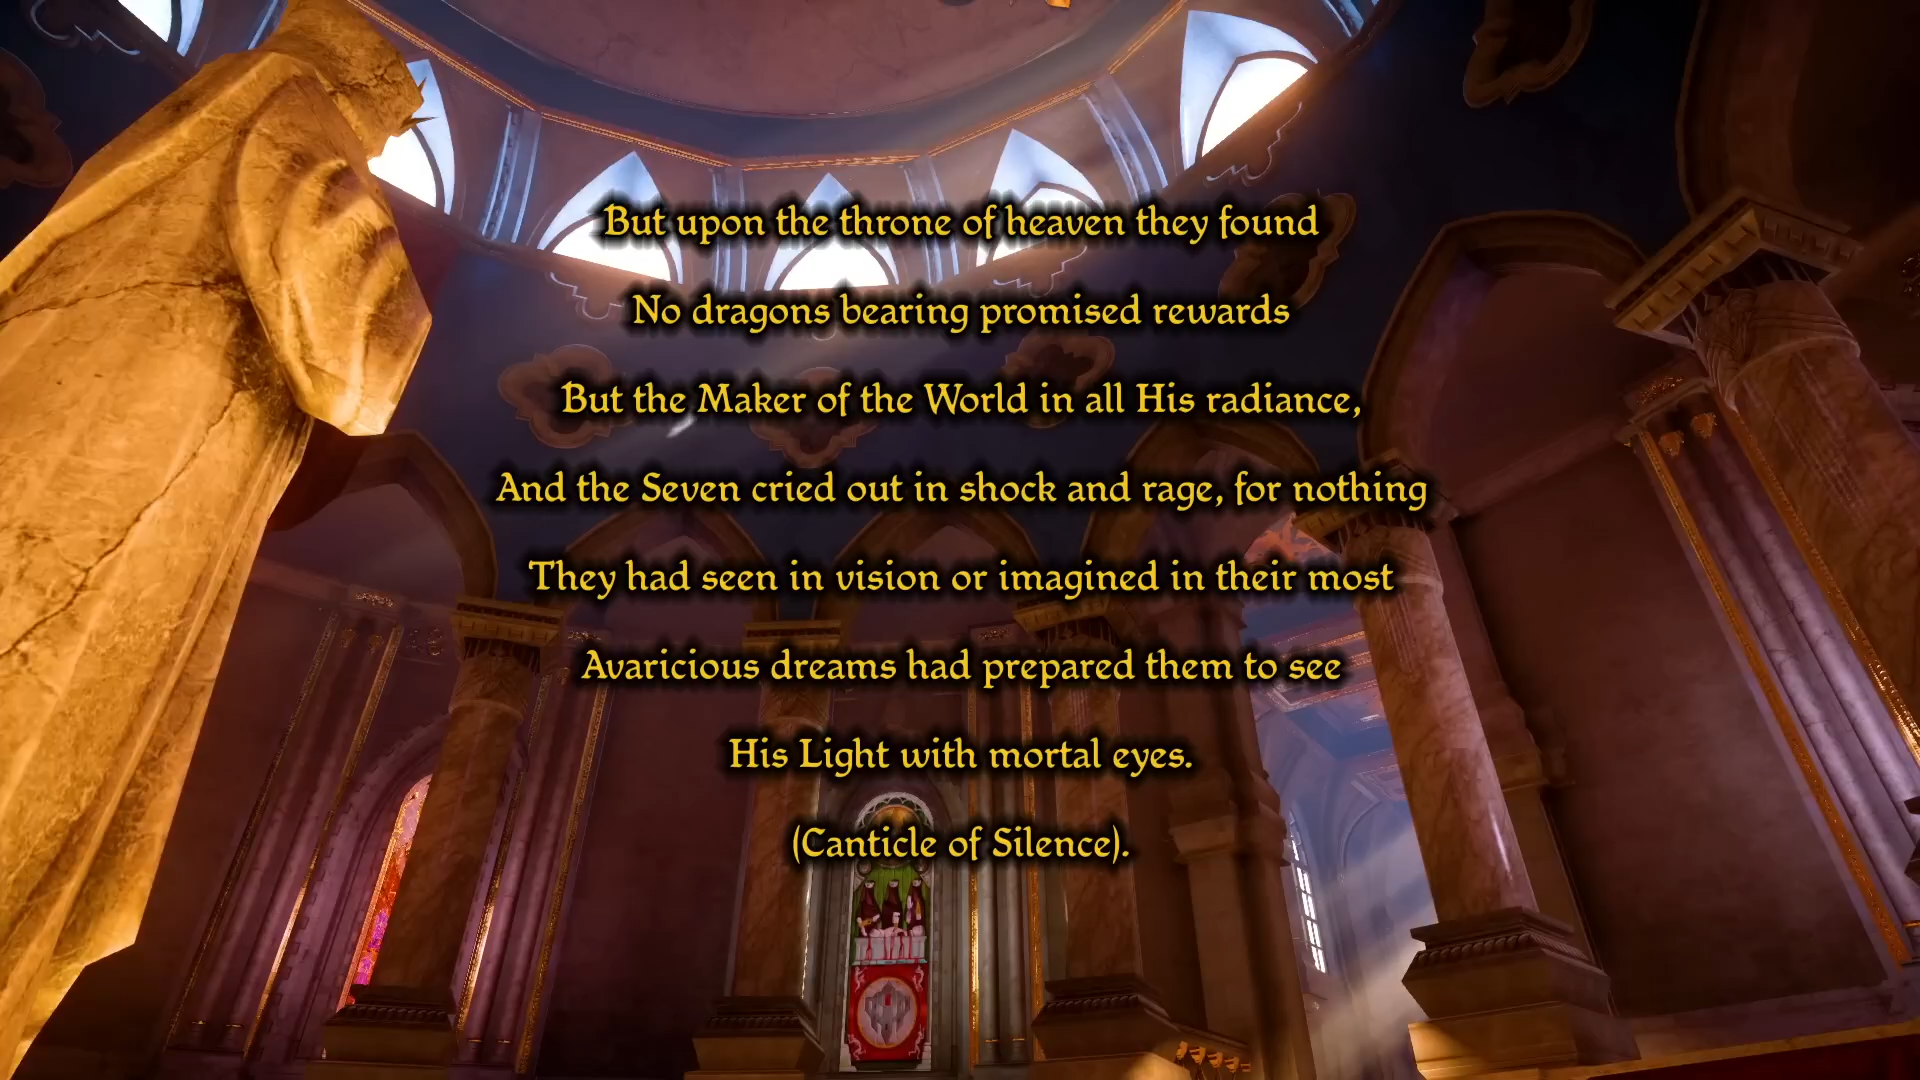 But upon the throne of heaven they found
No dragons bearing promised rewards
But the Maker of the World in all His radiance,
And the Seven cried out in shock and rage, for nothing
They had seen in vision or imagined in their most
Avaricious dreams had prepared them to see
His Light with mortal eyes.
(Canticle of Silence).